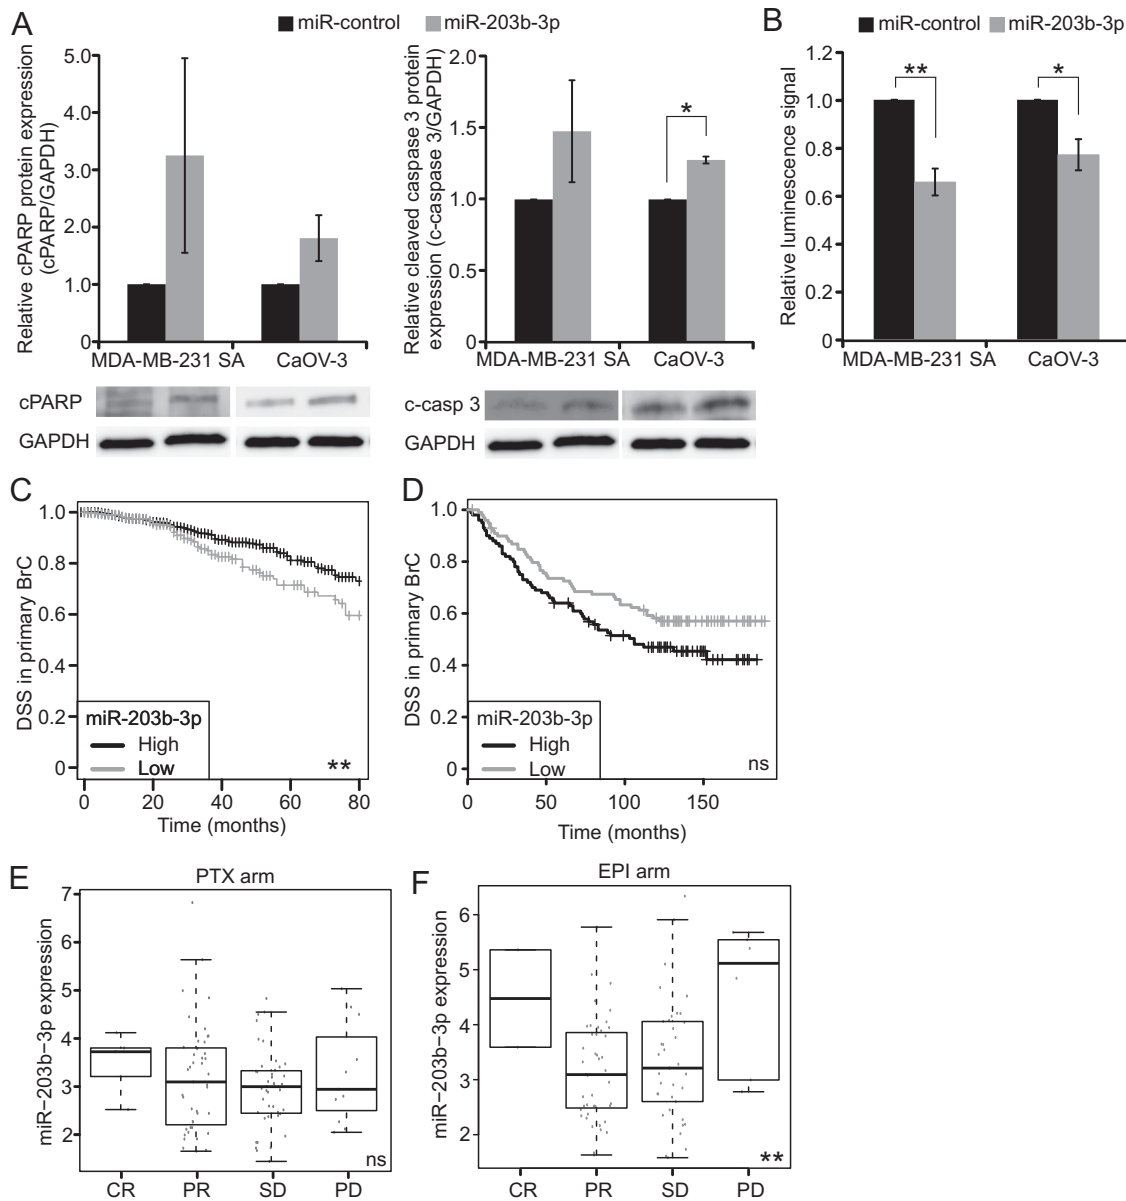 A
miR-control miR-203b-3p
Relative cPARP protein expression
(cPARP/GAPDH)
5.0
4.0
3.0
2.0
1.0
0
MDA-MB-231 SA CaOV-3
cPARP
GAPDH
Relative cleaved caspase 3 protein
expression (c-caspase 3/GAPDH)
2.0
1.5
1.0
0.5
0
*
MDA-MB-231 SA CaOV-3
c-casp 3
GAPDH
B
miR-control miR-203b-3p
Relative luminescence signal
1.2
1.0
0.8
0.6
0.4
0.2
0
** *
MDA-MB-231 SA CaOV-3
C
DSS in primary BrC
1.0
0.8
0.6
0.4
0.2
0
miR-203b-3p
High
Low
**
0 20 40 60 80
Time (months)
D
DSS in primary BrC
1.0
0.8
0.6
0.4
0.2
0
miR-203b-3p
High
Low
ns
0 50 100 150
Time (months)
E
PTX arm
miR−203b−3p expression
7
6
5
4
3
2
ns
CR PR SD PD
F
EPI arm
miR−203b−3p expression
6
5
4
3
2
**
CR PR SD PD